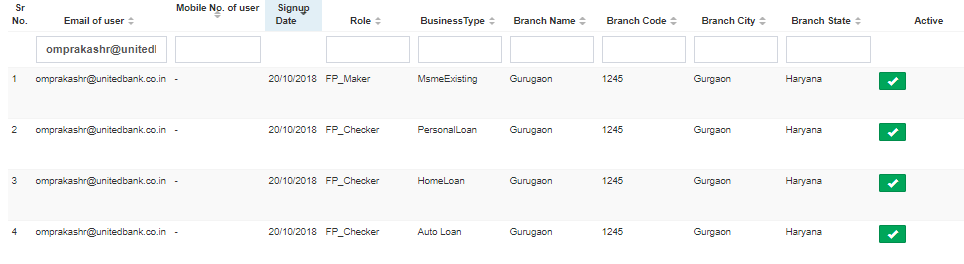 Sr No. Email of user Mobile No. of user Signup Date Role BusinessType Branch Name Branch Code Branch City Branch State Active
omprakashr@united
1 omprakashr@unitedbank.co.in - 20/10/2018 FP_Maker MsmeExisting Gurugaon 1245 Gurgaon Haryana
2 omprakashr@unitedbank.co.in - 20/10/2018 FP_Checker PersonalLoan Gurugaon 1245 Gurgaon Haryana
3 omprakashr@unitedbank.co.in - 20/10/2018 FP_Checker HomeLoan Gurugaon 1245 Gurgaon Haryana
4 omprakashr@unitedbank.co.in - 20/10/2018 FP_Checker Auto Loan Gurugaon 1245 Gurgaon Haryana